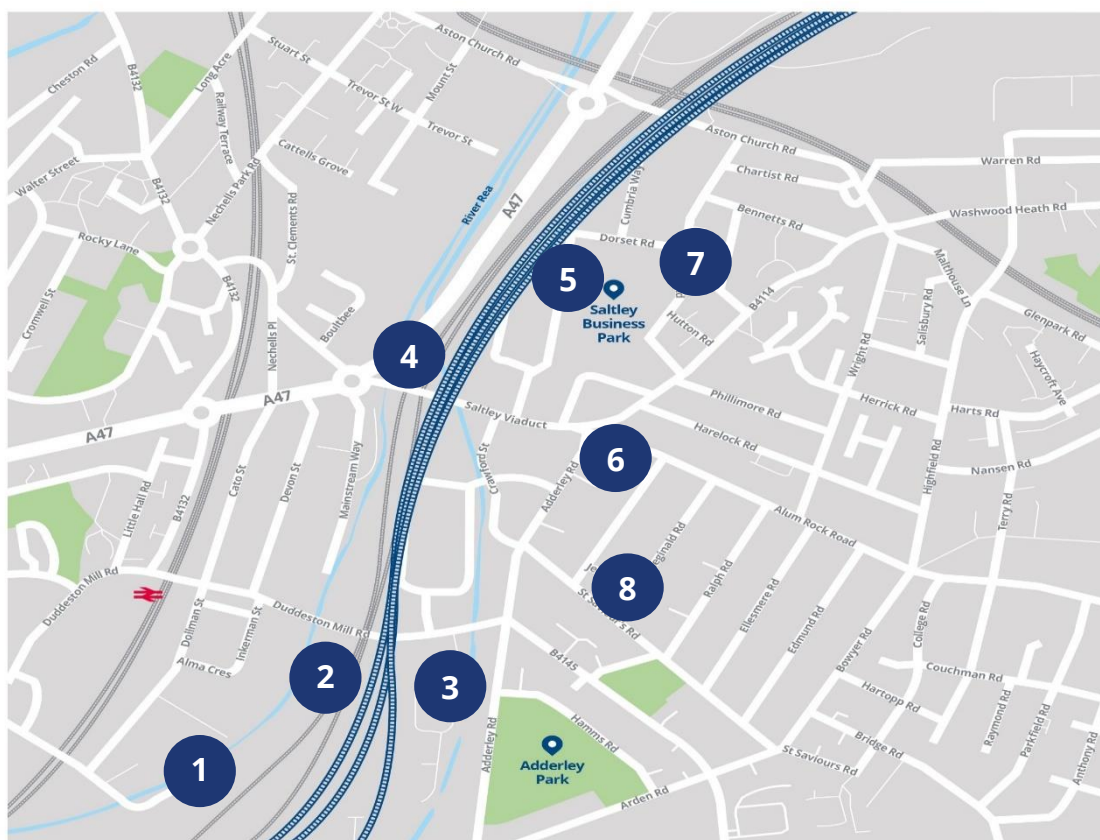 Cheston Rd
B4132
Long Acre
Stuart St
Aston Church Rd
Mount St
Trevor St W
Trevor St
Railway Terrace
Cattells Grove
Walter Street
B4132
Nechells Park Rd
River Rea
A47
Aston Church Rd
Chartist Rd
Warren Rd
Cumbria Way
Bennetts Rd
Washwood Heath Rd
Rocky Lane
St. Clements Rd
Dorset Rd
7
5
Saltley
Business
Park
B4132
Cromwell St
Boultbee
B4114
Malthouse Ln
Salisbury Rd
Glenpark Rd
Hutton Rd
Nechells Pl
4
Wright Rd
Haycroft Ave
A47
Saltley Viaduct
Phillimore Rd
Herrick Rd
Harts Rd
A47
Harelock Rd
6
Highfield Rd
Nansen Rd
Little Hall Rd
B4132
Cato St
Devon St
Mainstream Way
Crawford St
Adderley Rd
Terry Rd
Alum Rock Road
Ralph Rd
8
St Saviour's Rd
Duddeston Mill Rd
Dollman St
Inkerman St
Duddeston Mill Rd
Ellesmere Rd
Edmund Rd
Bowyer Rd
College Rd
Alma Cres
2
3
B4145
Couchman Rd
Hartopp Rd
Raymond Rd
Parkfield Rd
Adderley Rd
Hamms Rd
Adderley
Park
Bridge Rd
St Saviours Rd
Anthony Rd
1
Arden Rd